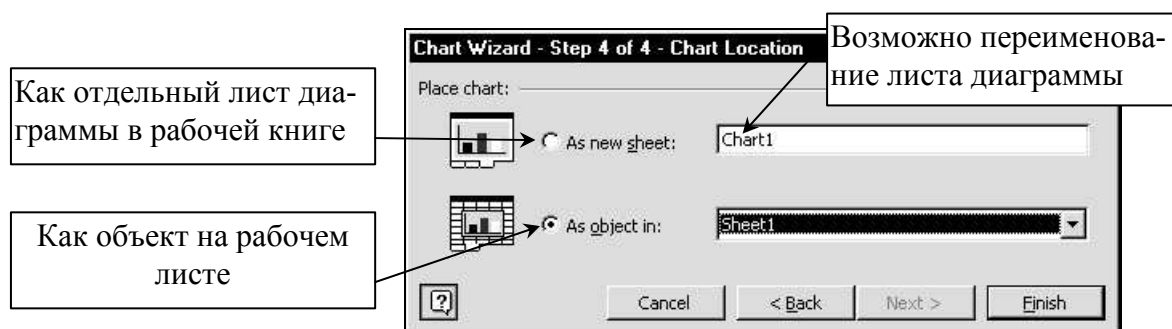 Chart Wizard - Step 4 of 4 - Chart Location
Возможно переименова-
ние листа диаграммы
Place chart:
Как отдельный лист диа-
граммы в рабочей книге
As new sheet:
Chart1
Как объект на рабочем
листе
As object in:
Sheet1
?
Cancel
< Back
Next >
Finish